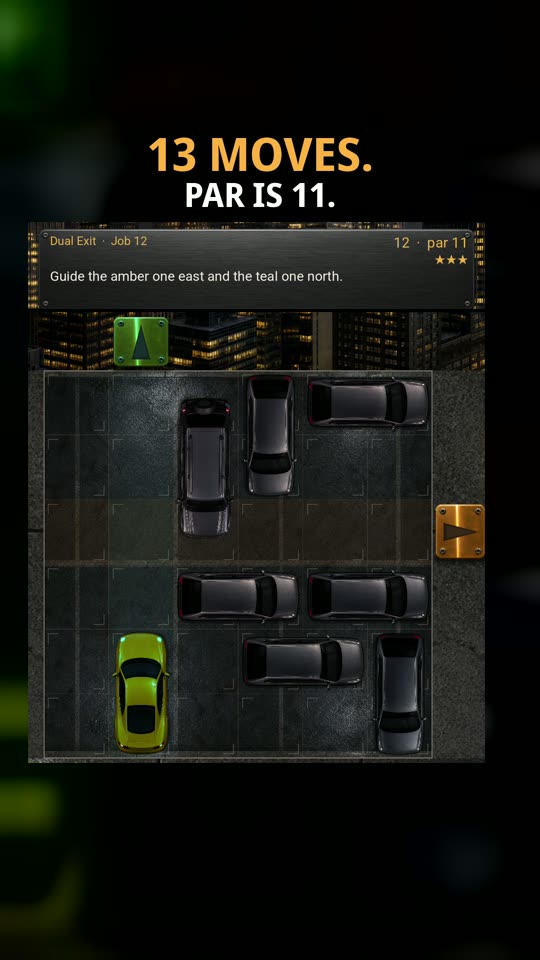 13 MOVES.
PAR IS 11.
Dual Exit · Job 12
12 · par 11
★★★
Guide the amber one east and the teal one north.